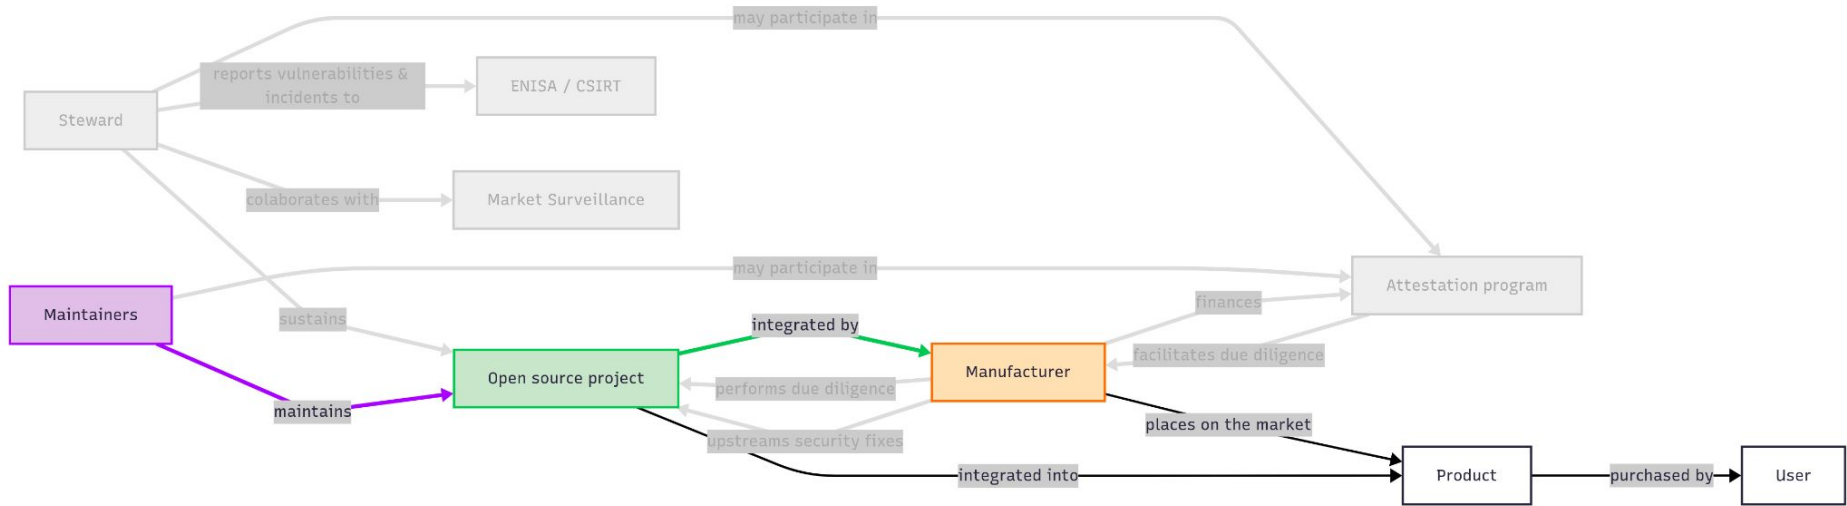 may participate in
reports vulnerabilities &
incidents to
ENISA / CSIRT
Steward
colaborates with
Market Surveillance
may participate in
Attestation program
Maintainers
finances
sustains
integrated by
facilitates due diligence
Open source project
Manufacturer
performs due diligence
maintains
places on the market
upstreams security fixes
integrated into
Product
purchased by
User